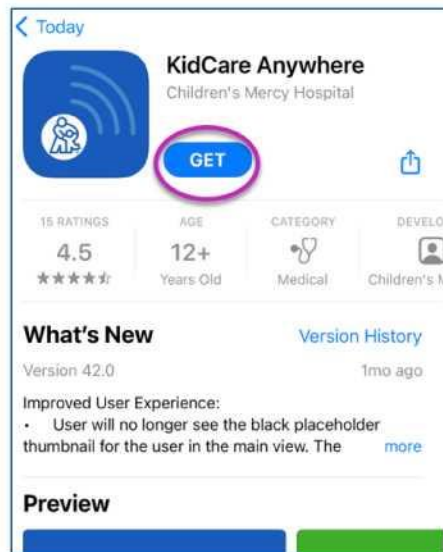 Today
KidCare Anywhere
Children's Mercy Hospital
GET
15 RATINGS AGE CATEGORY DEVELO
4.5 12+
Years Old Medical Children's M
What's New Version History
Version 42.0 1mo ago
Improved User Experience:
• User will no longer see the black placeholder
thumbnail for the user in the main view. The more
Preview